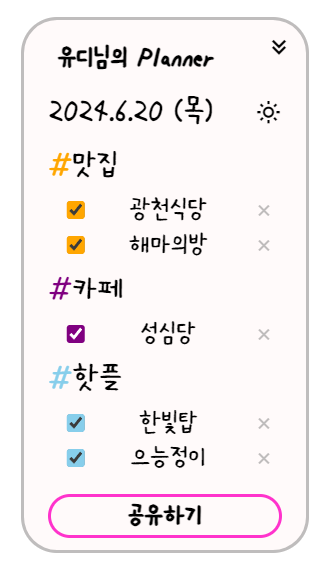 유디님의 Planner
2024.6.20 (목)
#맛집
광천식당
해마의방
#카페
성심당
#핫플
한빛탑
으능정이
공유하기